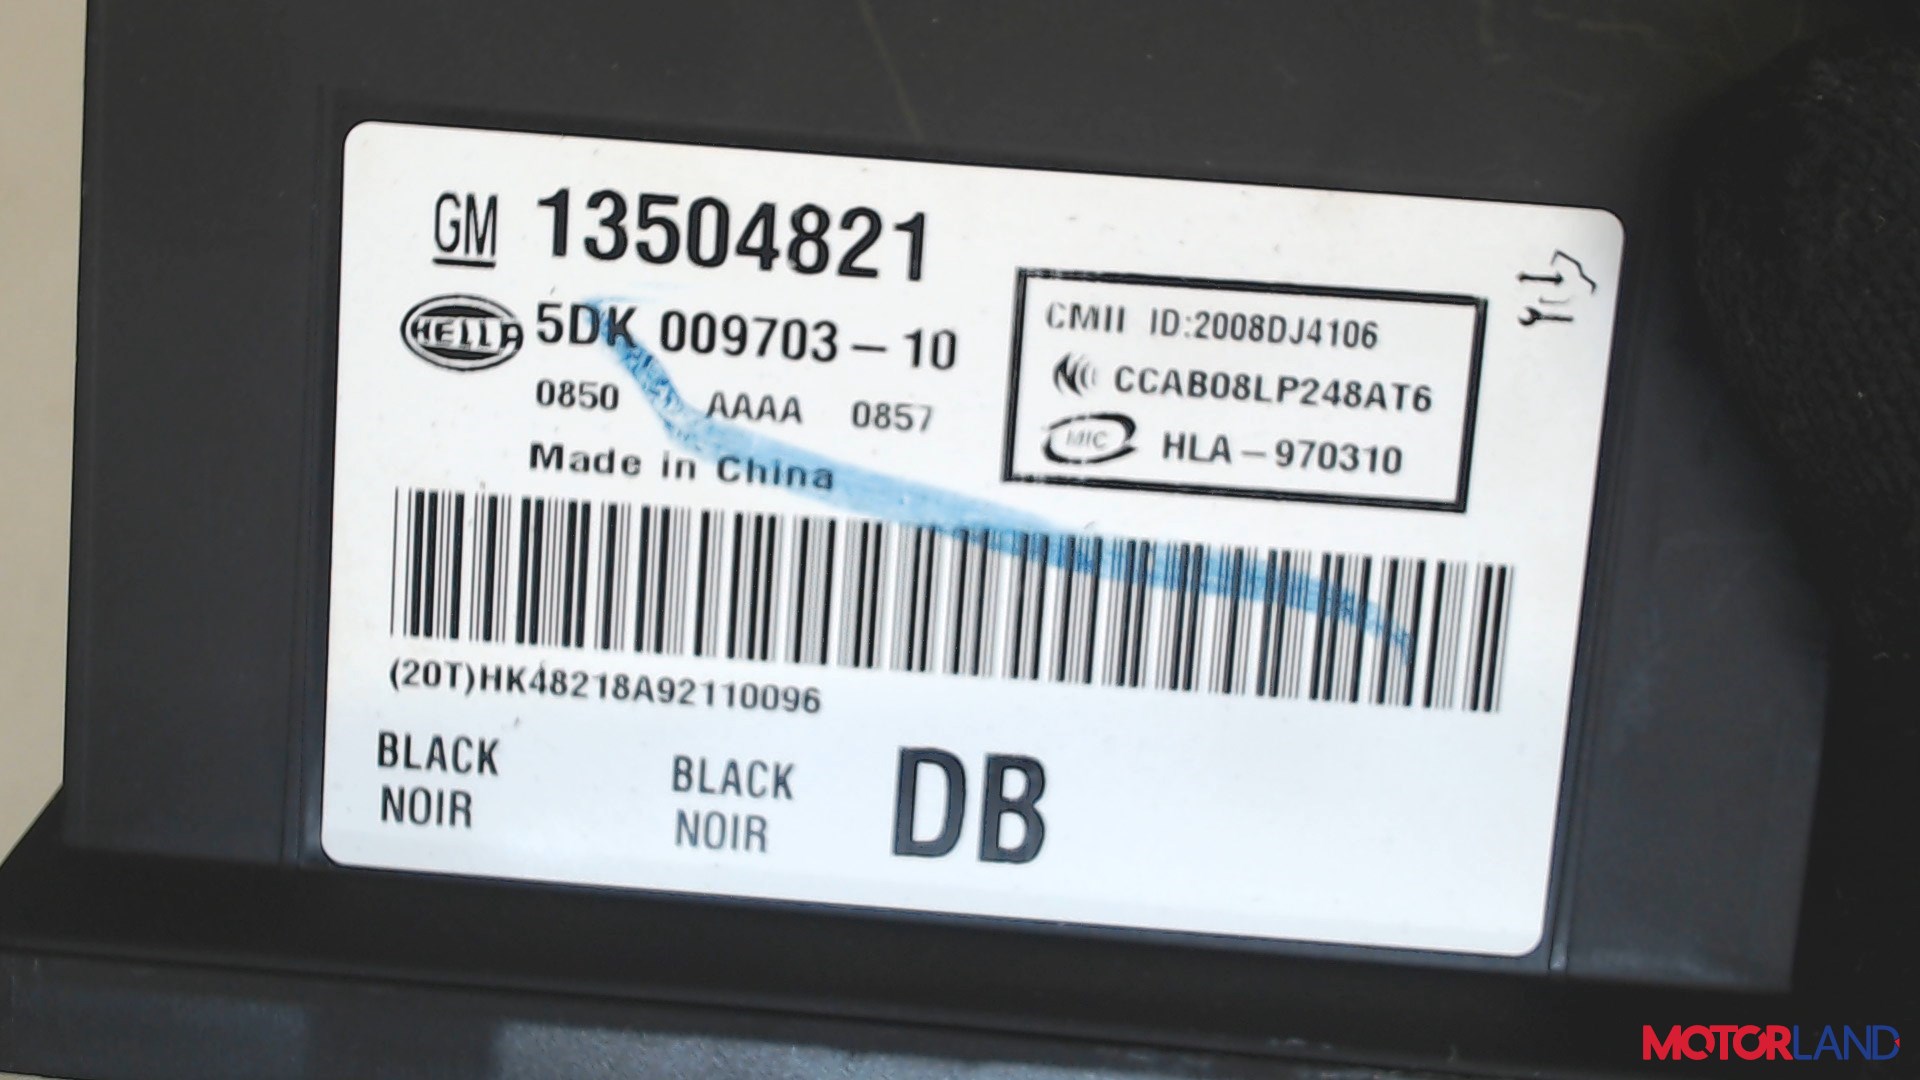 GM 13504821
HELLA 5DK 009703-10
0850 AAAA 0857
Made in China
CMII ID:2008DJ4106
CCAB08LP248AT6
MIC HLA-970310
(20T)HK48218A92110096
BLACK BLACK DB
NOIR NOIR
MOTORLAND